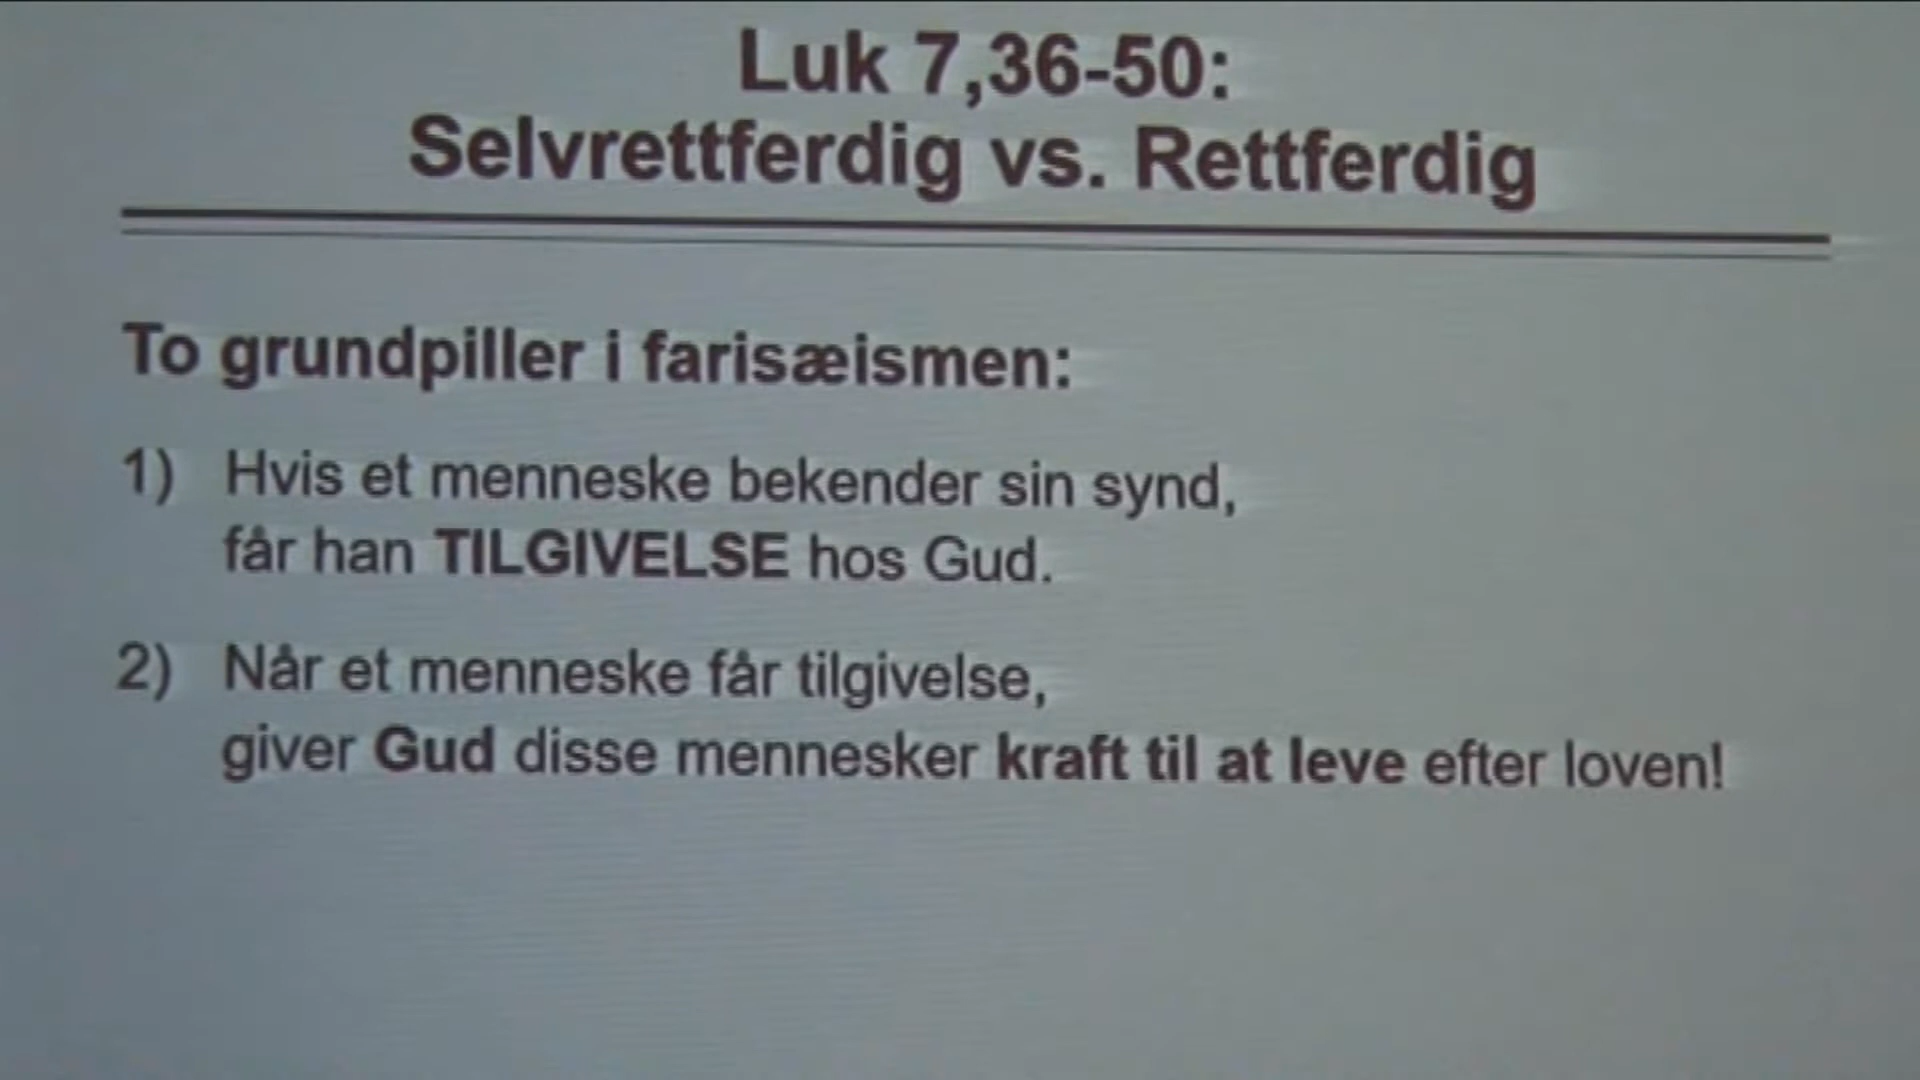 Luk 7,36-50:
Selvrettferdig vs. Rettferdig
To grundpiller i farisæismen:
1) Hvis et menneske bekender sin synd,
får han TILGIVELSE hos Gud.
2) Når et menneske får tilgivelse,
giver Gud disse mennesker kraft til at leve efter loven!